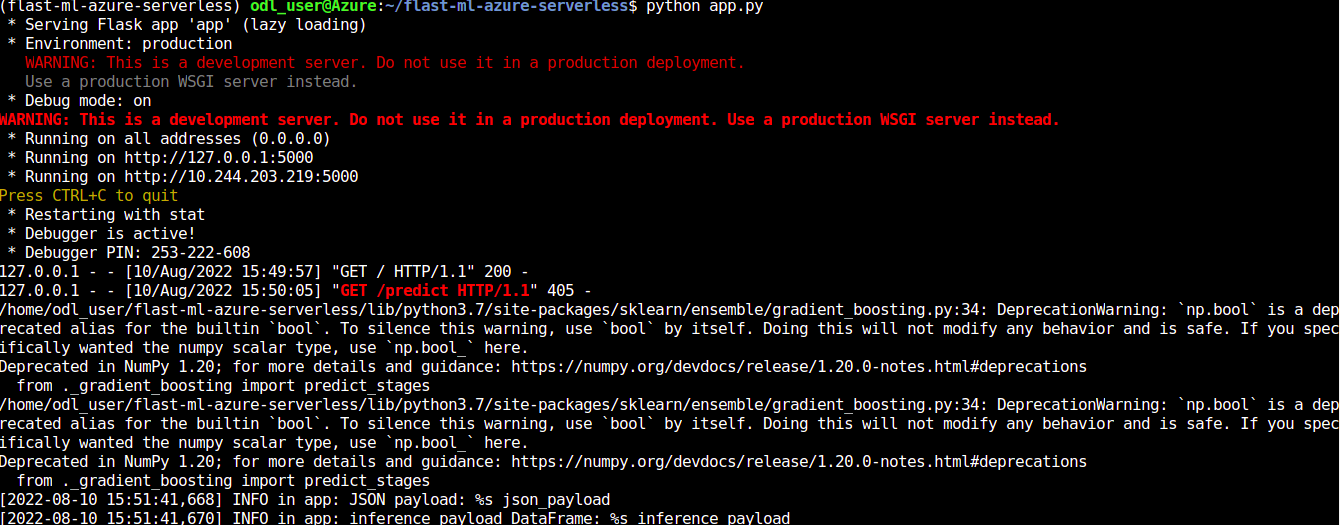 (flast-ml-azure-serverless) odl_user@Azure:~/flast-ml-azure-serverless$ python app.py
 * Serving Flask app 'app' (lazy loading)
 * Environment: production
   WARNING: This is a development server. Do not use it in a production deployment.
   Use a production WSGI server instead.
 * Debug mode: on
WARNING: This is a development server. Do not use it in a production deployment. Use a production WSGI server instead.
 * Running on all addresses (0.0.0.0)
 * Running on http://127.0.0.1:5000
 * Running on http://10.244.203.219:5000
Press CTRL+C to quit
 * Restarting with stat
 * Debugger is active!
 * Debugger PIN: 253-222-608
127.0.0.1 - - [10/Aug/2022 15:49:57] "GET / HTTP/1.1" 200 -
127.0.0.1 - - [10/Aug/2022 15:50:05] "GET /predict HTTP/1.1" 405 -
/home/odl_user/flast-ml-azure-serverless/lib/python3.7/site-packages/sklearn/ensemble/gradient_boosting.py:34: DeprecationWarning: `np.bool` is a dep
recated alias for the builtin `bool`. To silence this warning, use `bool` by itself. Doing this will not modify any behavior and is safe. If you spec
ifically wanted the numpy scalar type, use `np.bool_` here.
Deprecated in NumPy 1.20; for more details and guidance: https://numpy.org/devdocs/release/1.20.0-notes.html#deprecations
  from ._gradient_boosting import predict_stages
/home/odl_user/flast-ml-azure-serverless/lib/python3.7/site-packages/sklearn/ensemble/gradient_boosting.py:34: DeprecationWarning: `np.bool` is a dep
recated alias for the builtin `bool`. To silence this warning, use `bool` by itself. Doing this will not modify any behavior and is safe. If you spec
ifically wanted the numpy scalar type, use `np.bool_` here.
Deprecated in NumPy 1.20; for more details and guidance: https://numpy.org/devdocs/release/1.20.0-notes.html#deprecations
  from ._gradient_boosting import predict_stages
[2022-08-10 15:51:41,668] INFO in app: JSON payload: %s json_payload
[2022-08-10 15:51:41,670] INFO in app: inference payload DataFrame: %s inference_payload